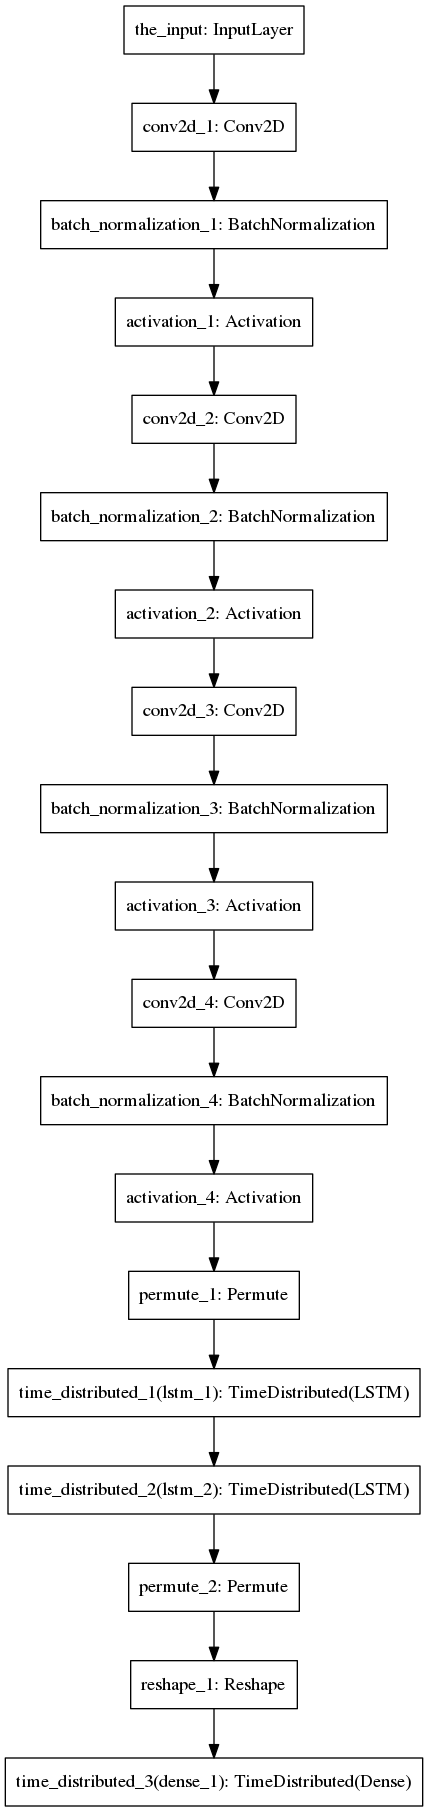 the_input: InputLayer
conv2d_1: Conv2D
batch_normalization_1: BatchNormalization
activation_1: Activation
conv2d_2: Conv2D
batch_normalization_2: BatchNormalization
activation_2: Activation
conv2d_3: Conv2D
batch_normalization_3: BatchNormalization
activation_3: Activation
conv2d_4: Conv2D
batch_normalization_4: BatchNormalization
activation_4: Activation
permute_1: Permute
time_distributed_1(lstm_1): TimeDistributed(LSTM)
time_distributed_2(lstm_2): TimeDistributed(LSTM)
permute_2: Permute
reshape_1: Reshape
time_distributed_3(dense_1): TimeDistributed(Dense)